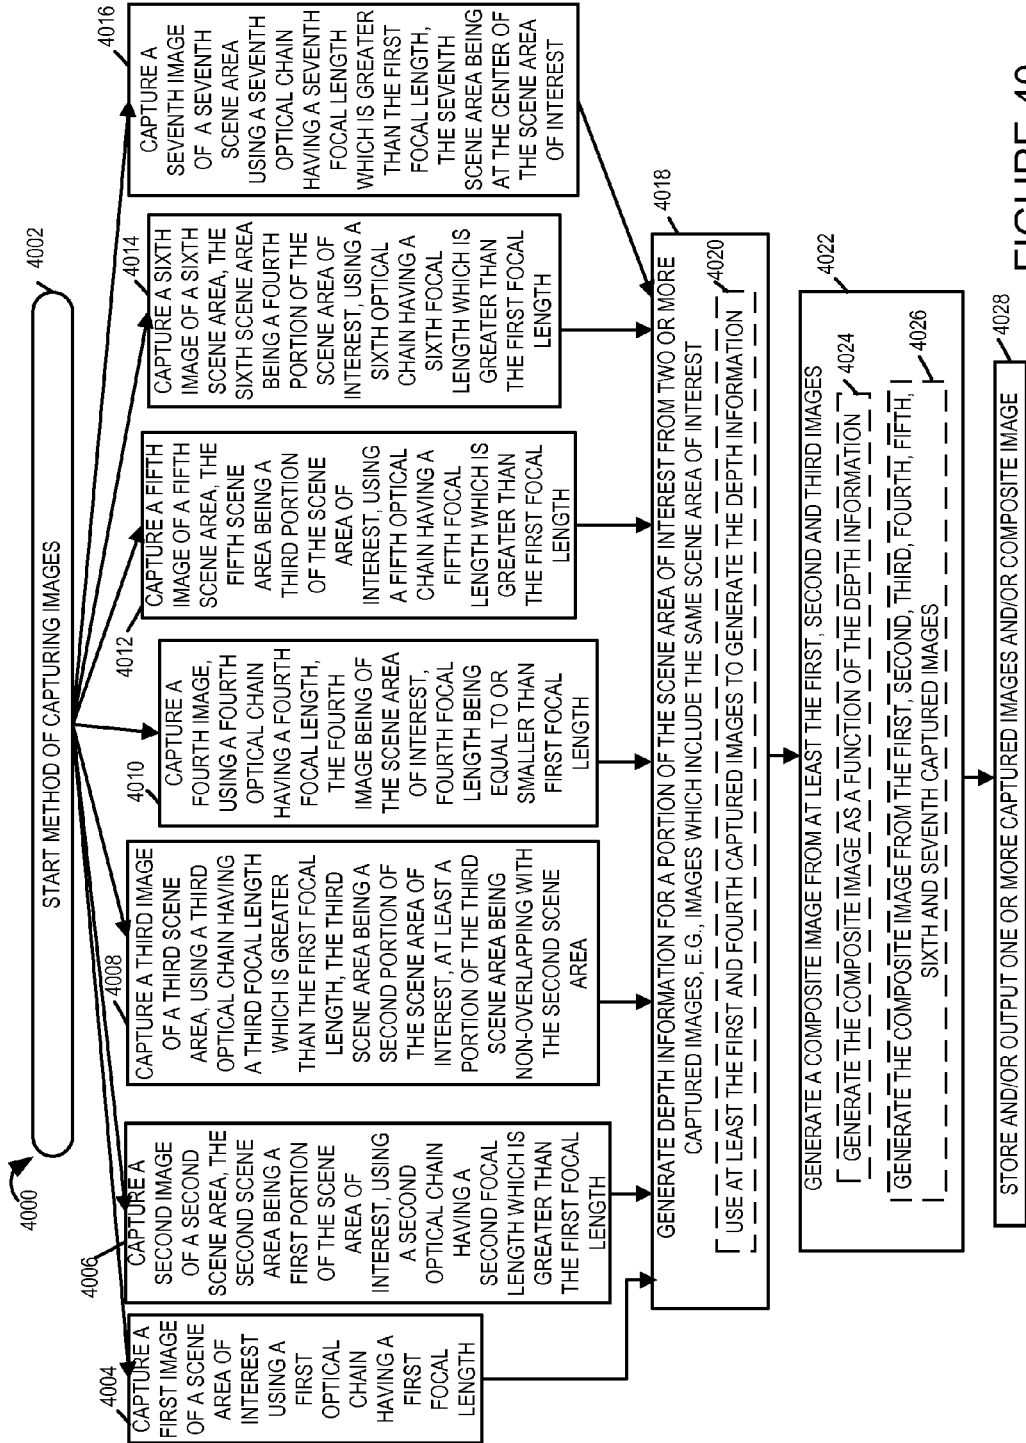 4000
START METHOD OF CAPTURING IMAGES
4002
4004
CAPTURE A
FIRST IMAGE
OF A SCENE
AREA OF
INTEREST
USING A
FIRST
OPTICAL
CHAIN
HAVING A
FIRST
FOCAL
LENGTH
4006
CAPTURE A
SECOND IMAGE
OF A SECOND
SCENE AREA, THE
SECOND SCENE
AREA BEING A
FIRST PORTION
OF THE SCENE
AREA OF
INTEREST, USING
A SECOND
OPTICAL CHAIN
HAVING A
SECOND FOCAL
LENGTH WHICH IS
GREATER THAN
THE FIRST FOCAL
LENGTH
4008
CAPTURE A THIRD IMAGE
OF A THIRD SCENE
AREA, USING A THIRD
OPTICAL CHAIN HAVING
A THIRD FOCAL LENGTH
WHICH IS GREATER
THAN THE FIRST FOCAL
LENGTH, THE THIRD
SCENE AREA BEING A
SECOND PORTION OF
THE SCENE AREA OF
INTEREST, AT LEAST A
PORTION OF THE THIRD
SCENE AREA BEING
NON-OVERLAPPING WITH
THE SECOND SCENE
AREA
4010
CAPTURE A
FOURTH IMAGE,
USING A FOURTH
OPTICAL CHAIN
HAVING A FOURTH
FOCAL LENGTH,
THE FOURTH
IMAGE BEING OF
THE SCENE AREA
OF INTEREST,
FOURTH FOCAL
LENGTH BEING
EQUAL TO OR
SMALLER THAN
FIRST FOCAL
LENGTH
4012
CAPTURE A FIFTH
IMAGE OF A FIFTH
SCENE AREA, THE
FIFTH SCENE
AREA BEING A
THIRD PORTION
OF THE SCENE
AREA OF
INTEREST, USING
A FIFTH OPTICAL
CHAIN HAVING A
FIFTH FOCAL
LENGTH WHICH IS
GREATER THAN
THE FIRST FOCAL
LENGTH
4014
CAPTURE A SIXTH
IMAGE OF A SIXTH
SCENE AREA, THE
SIXTH SCENE AREA
BEING A FOURTH
PORTION OF THE
SCENE AREA OF
INTEREST, USING A
SIXTH OPTICAL
CHAIN HAVING A
SIXTH FOCAL
LENGTH WHICH IS
GREATER THAN
THE FIRST FOCAL
LENGTH
4016
CAPTURE A
SEVENTH IMAGE
OF A SEVENTH
SCENE AREA
USING A SEVENTH
OPTICAL CHAIN
HAVING A SEVENTH
FOCAL LENGTH
WHICH IS GREATER
THAN THE FIRST
FOCAL LENGTH,
THE SEVENTH
SCENE AREA BEING
AT THE CENTER OF
THE SCENE AREA
OF INTEREST
4018
GENERATE DEPTH INFORMATION FOR A PORTION OF THE SCENE AREA OF INTEREST FROM TWO OR MORE
CAPTURED IMAGES, E.G., IMAGES WHICH INCLUDE THE SAME SCENE AREA OF INTEREST
4020
USE AT LEAST THE FIRST AND FOURTH CAPTURED IMAGES TO GENERATE THE DEPTH INFORMATION
4022
GENERATE A COMPOSITE IMAGE FROM AT LEAST THE FIRST, SECOND AND THIRD IMAGES
4024
GENERATE THE COMPOSITE IMAGE AS A FUNCTION OF THE DEPTH INFORMATION
4026
GENERATE THE COMPOSITE IMAGE FROM THE FIRST, SECOND, THIRD, FOURTH, FIFTH,
SIXTH AND SEVENTH CAPTURED IMAGES
4028
STORE AND/OR OUTPUT ONE OR MORE CAPTURED IMAGES AND/OR COMPOSITE IMAGE
FIGURE 40